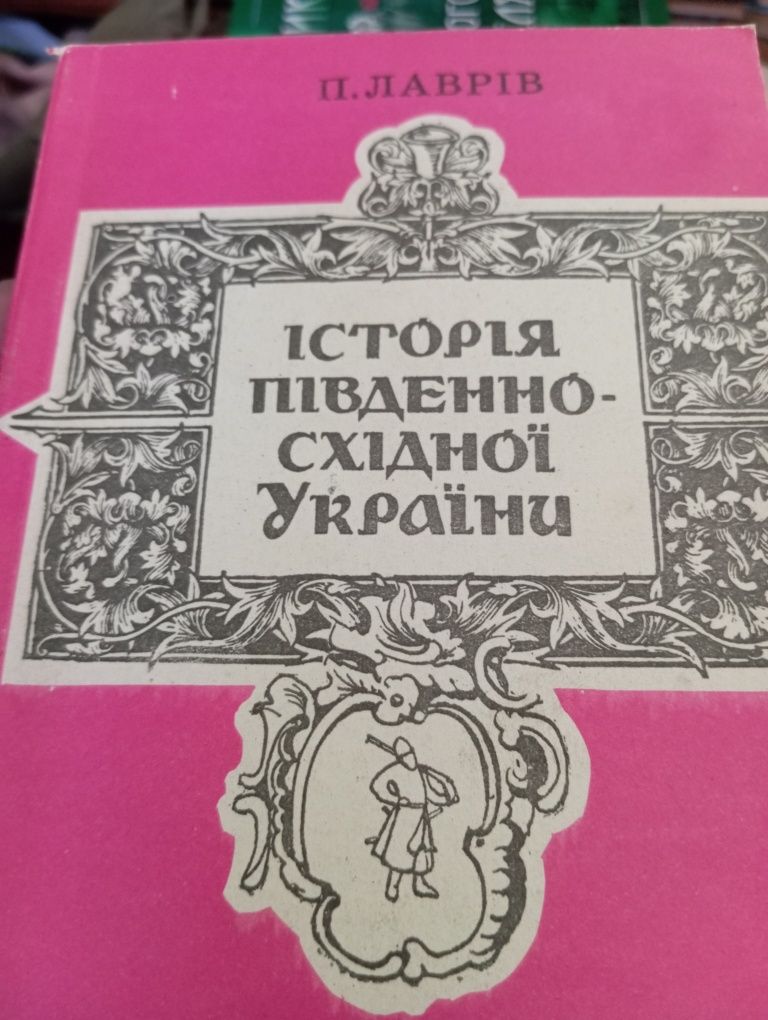 П. ЛАВРІВ
ІСТОРІЯ
ПІВДЕННО-
СХІДНОЇ
УКРАЇНИ